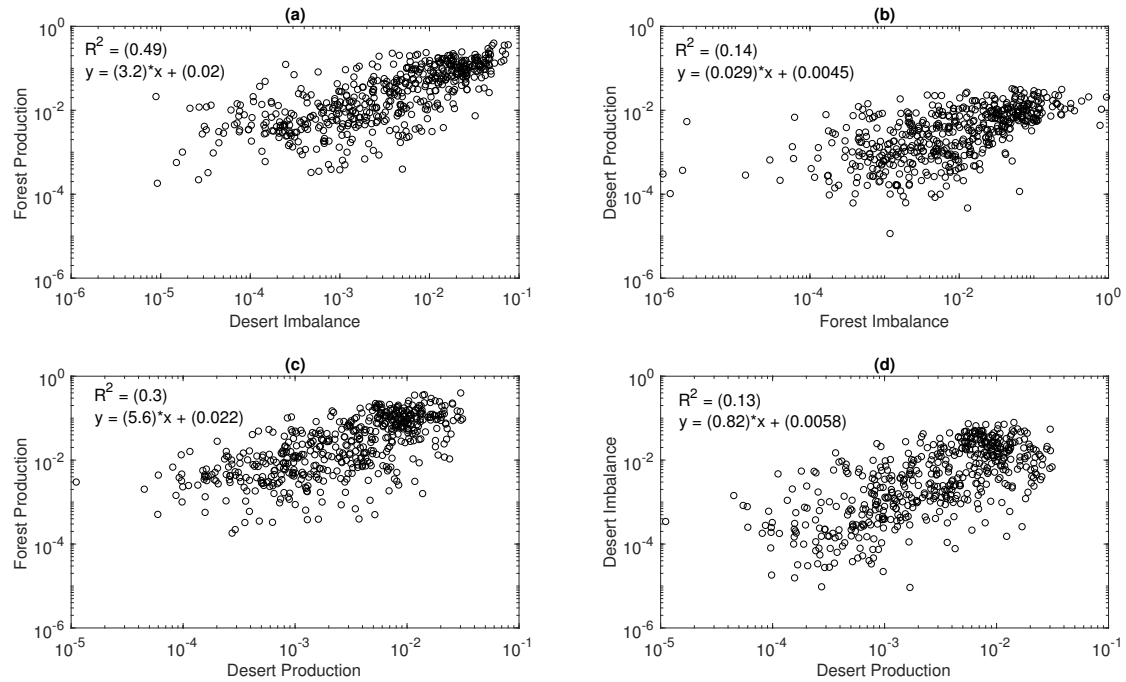 (a)
R² = (0.49)
y = (3.2)*x + (0.02)
10⁰
10⁻²
10⁻⁴
10⁻⁶
Forest Production
10⁻⁶ 10⁻⁵ 10⁻⁴ 10⁻³ 10⁻² 10⁻¹
Desert Imbalance
(b)
R² = (0.14)
y = (0.029)*x + (0.0045)
10⁰
10⁻²
10⁻⁴
10⁻⁶
Desert Production
10⁻⁶ 10⁻⁴ 10⁻² 10⁰
Forest Imbalance
(c)
R² = (0.3)
y = (5.6)*x + (0.022)
10⁰
10⁻²
10⁻⁴
10⁻⁶
Forest Production
10⁻⁵ 10⁻⁴ 10⁻³ 10⁻² 10⁻¹
Desert Production
(d)
R² = (0.13)
y = (0.82)*x + (0.0058)
10⁰
10⁻²
10⁻⁴
10⁻⁶
Desert Imbalance
10⁻⁵ 10⁻⁴ 10⁻³ 10⁻² 10⁻¹
Desert Production